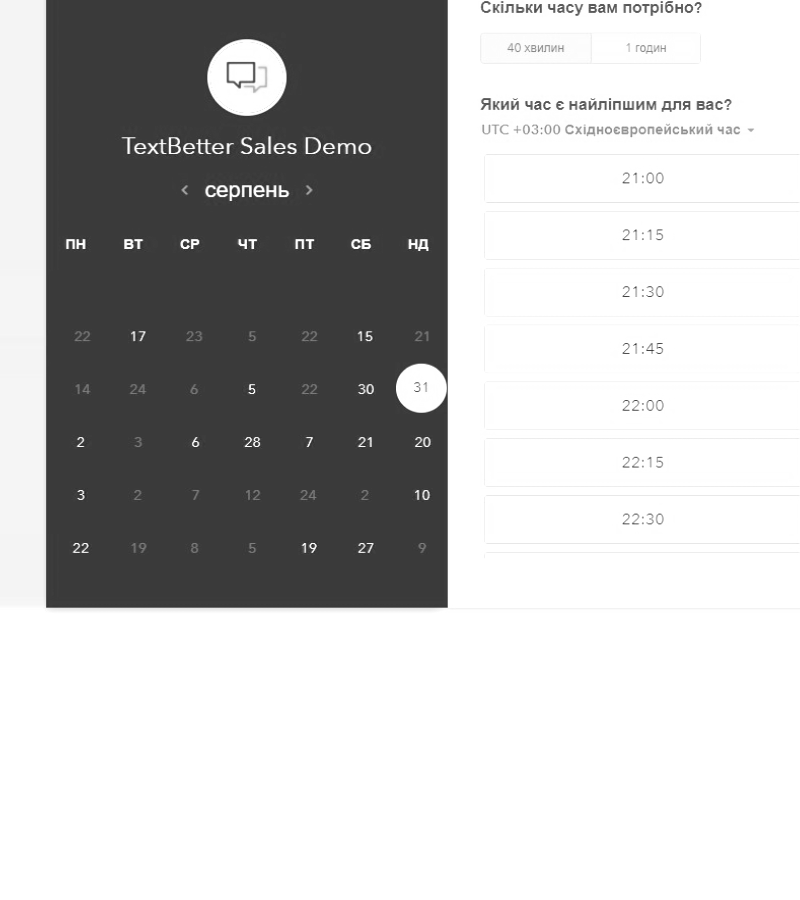 TextBetter Sales Demo
серпень
ПН ВТ СР ЧТ ПТ СБ НД
22 17 23 5 22 15 21
14 24 6 5 22 30 31
2 3 6 28 7 21 20
3 2 7 12 24 2 10
22 19 8 5 19 27 9
Скільки часу вам потрібно?
40 хвилин
1 годин
Який час є найліпшим для вас?
UTC +03:00 Східноєвропейський час
21:00
21:15
21:30
21:45
22:00
22:15
22:30